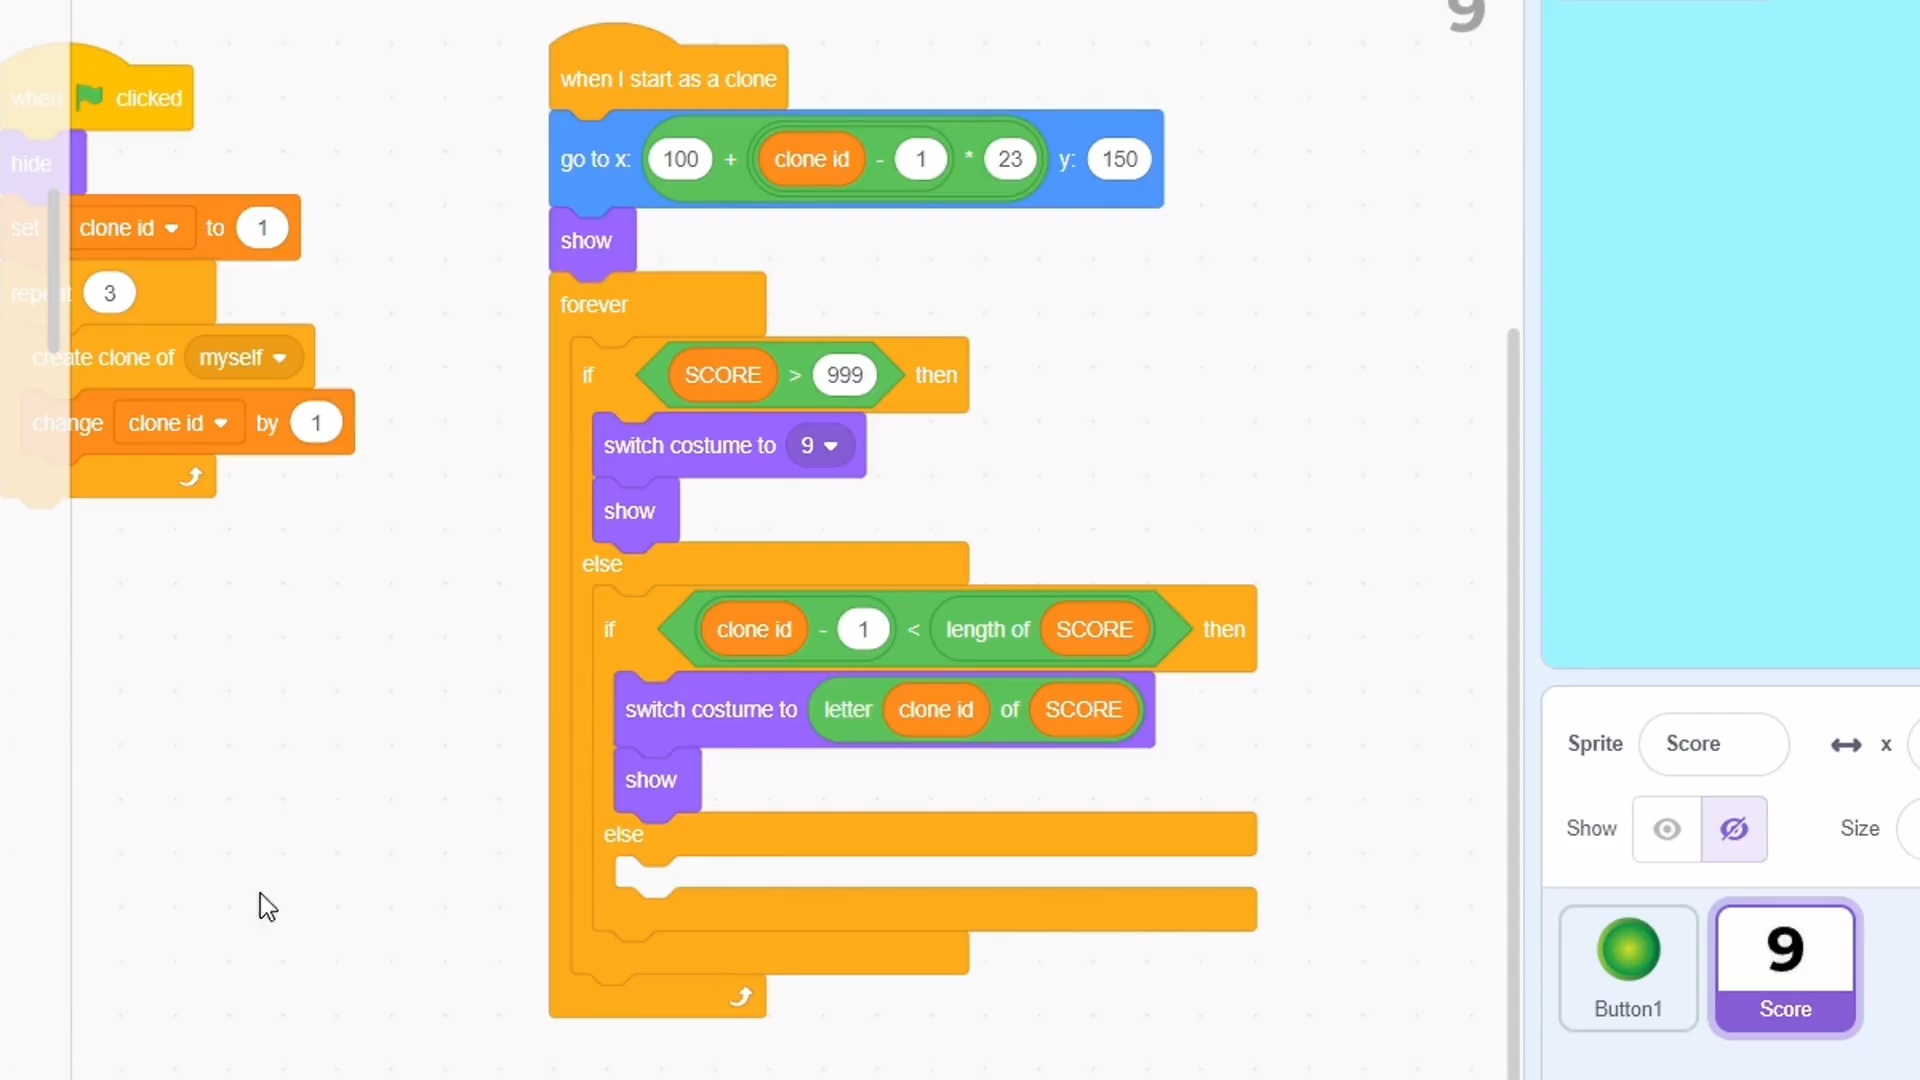 when clicked
hide
set clone id to 1
repeat 3
create clone of myself
change clone id by 1
when I start as a clone
go to x: 100 + clone id - 1 * 23 y: 150
show
forever
if SCORE > 999 then
switch costume to 9
show
else
if clone id - 1 < length of SCORE then
switch costume to letter clone id of SCORE
show
else
9
Sprite Score x
Show Size
Button1
9
Score